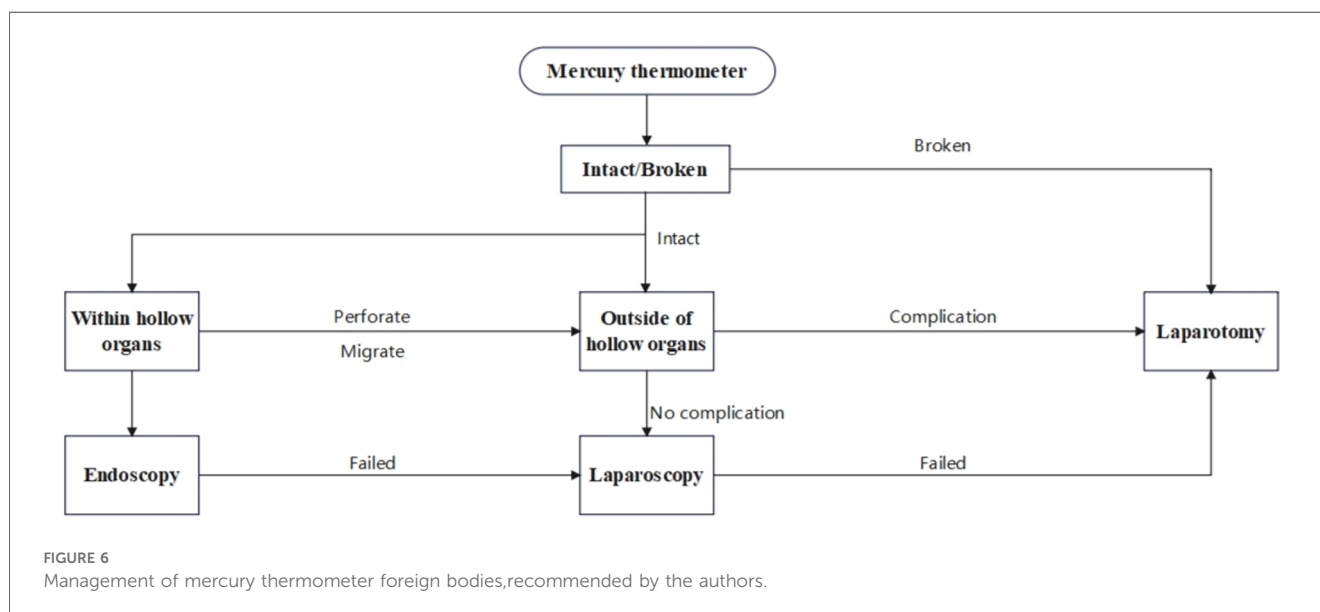 Mercury thermometer
Intact/Broken
Broken
Intact
Within hollow
organs
Perforate
Migrate
Outside of
hollow organs
Complication
Laparotomy
No complication
Endoscopy
Failed
Laparoscopy
Failed
FIGURE 6
Management of mercury thermometer foreign bodies,recommended by the authors.